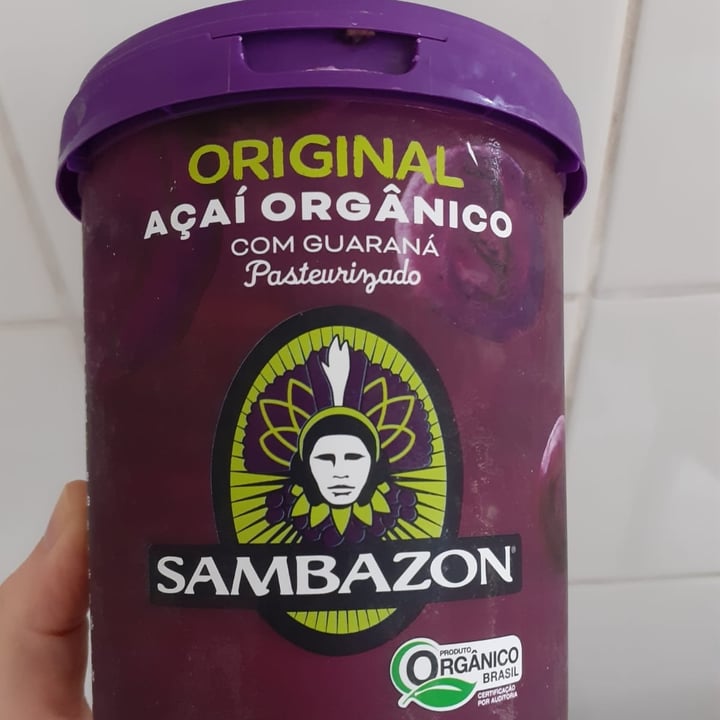 ORIGINAL
AÇAÍ ORGÂNICO
COM GUARANÁ
Pasteurizado
SAMBAZON®
PRODUTO
ORGÂNICO
BRASIL
CERTIFICAÇÃO
POR AUDITORIA